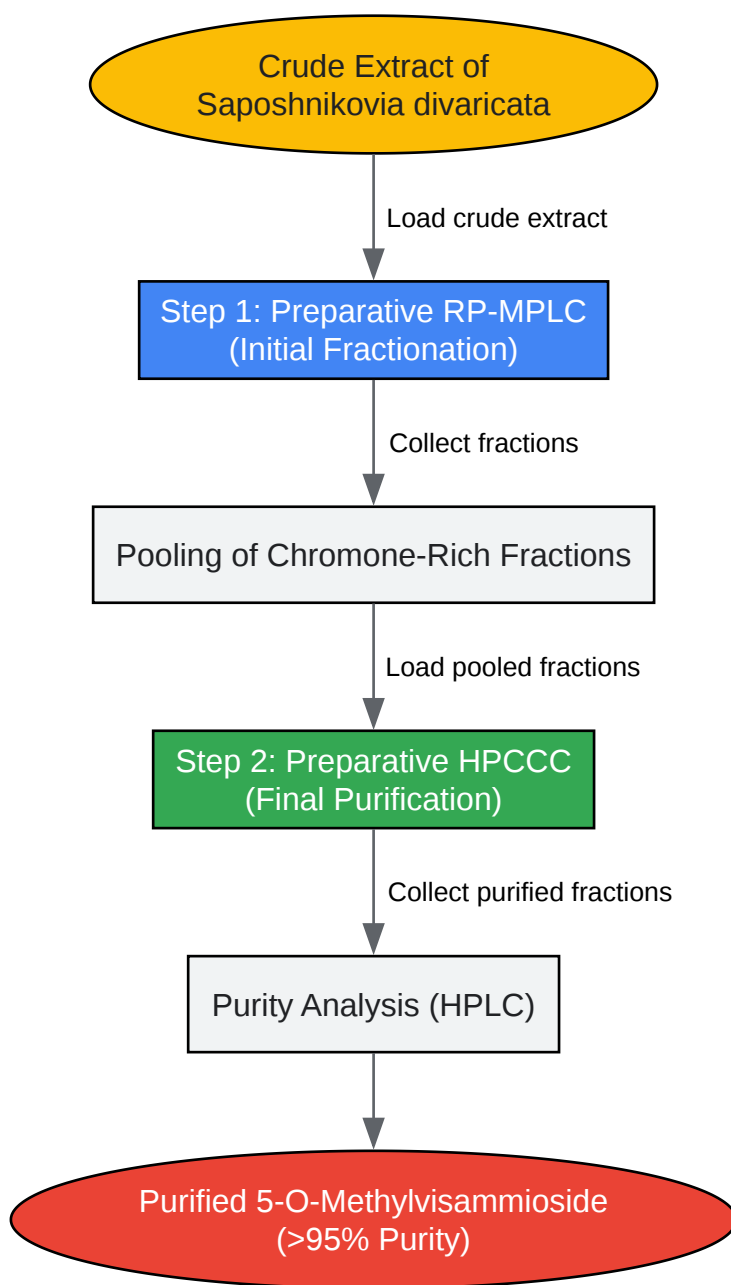 Crude Extract of
Saposhnikovia divaricata
Load crude extract
Step 1: Preparative RP-MPLC
(Initial Fractionation)
Collect fractions
Pooling of Chromone-Rich Fractions
Load pooled fractions
Step 2: Preparative HPCCC
(Final Purification)
Collect purified fractions
Purity Analysis (HPLC)
Purified 5-O-Methylvisammioside
(>95% Purity)